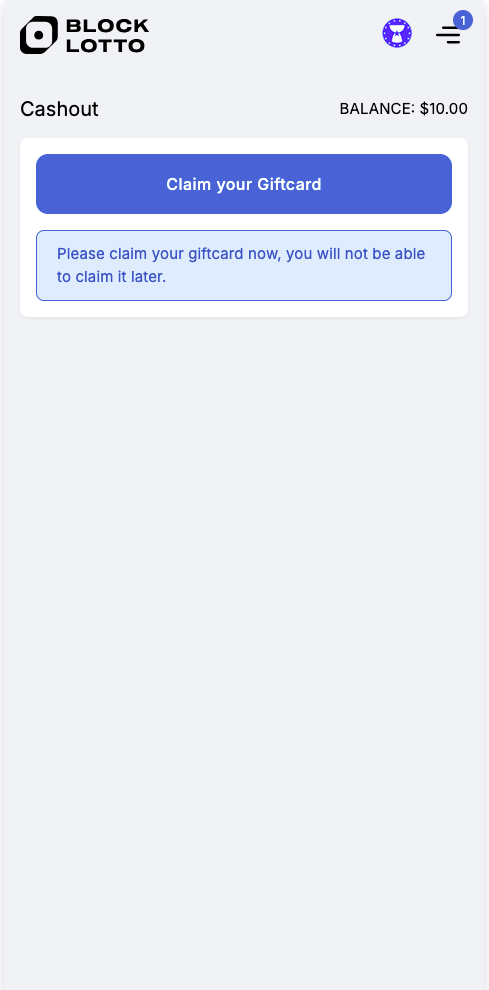 BLOCK
LOTTO
1
Cashout
BALANCE: $10.00
Claim your Giftcard
Please claim your giftcard now, you will not be able
to claim it later.